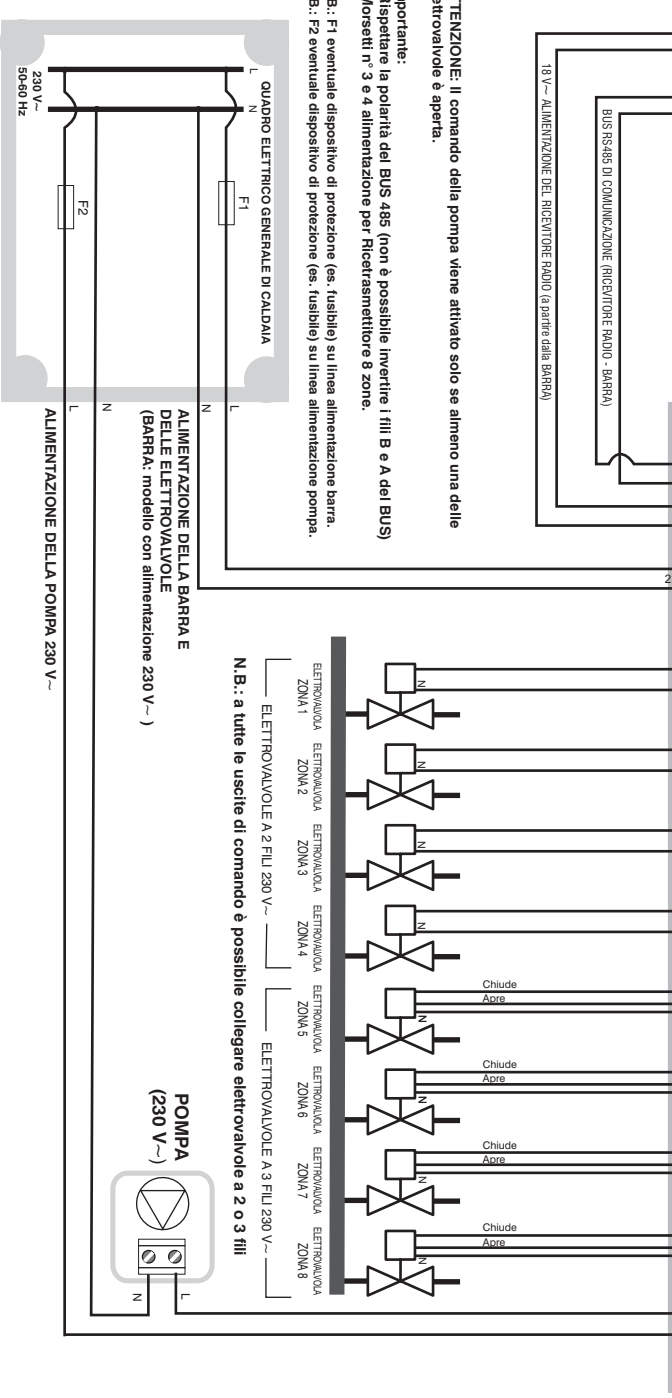 18 V~ ALIMENTAZIONE DEL RICEVITORE RADIO (a partire dalla BARRA)
BUS RS485 DI COMUNICAZIONE (RICEVITORE RADIO - BARRA)
Il comando della pompa viene attivato solo se almeno una delle
è aperta.
Rispettare la polarità del BUS 485 (non è possibile invertire i fili B e A del BUS)
Morsetti n° 3 e 4 alimentazione per Ricetrasmettitore 8 zone.
F1 eventuale dispositivo di protezione (es. fusibile) su linea alimentazione barra.
F2 eventuale dispositivo di protezione (es. fusibile) su linea alimentazione pompa.
QUADRO ELETTRICO GENERALE DI CALDAIA
L
N
230 V~
50-60 Hz
F1
F2
L
N
N
L
ALIMENTAZIONE DELLA BARRA E
DELLE ELETTROVALVOLE
(BARRA: modello con alimentazione 230 V~ )
ALIMENTAZIONE DELLA POMPA 230 V~
2
N
N
N
N
Chiude
Apre
N
Chiude
Apre
N
Chiude
Apre
N
Chiude
Apre
N
ELETTROVALVOLA
ZONA 1
ELETTROVALVOLA
ZONA 2
ELETTROVALVOLA
ZONA 3
ELETTROVALVOLA
ZONA 4
ELETTROVALVOLA
ZONA 5
ELETTROVALVOLA
ZONA 6
ELETTROVALVOLA
ZONA 7
ELETTROVALVOLA
ZONA 8
ELETTROVALVOLE A 2 FILI 230 V~
ELETTROVALVOLE A 3 FILI 230 V~
N.B.: a tutte le uscite di comando è possibile collegare elettrovalvole a 2 o 3 fili
POMPA
(230 V~)
L
N